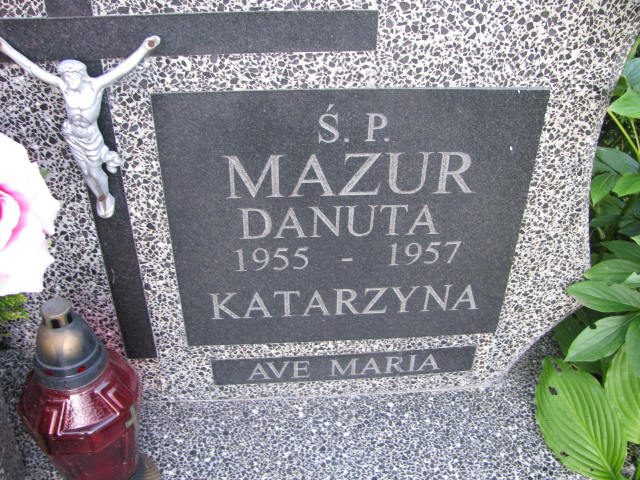 Ś. P.
MAZUR
DANUTA
1955 - 1957
KATARZYNA
AVE MARIA